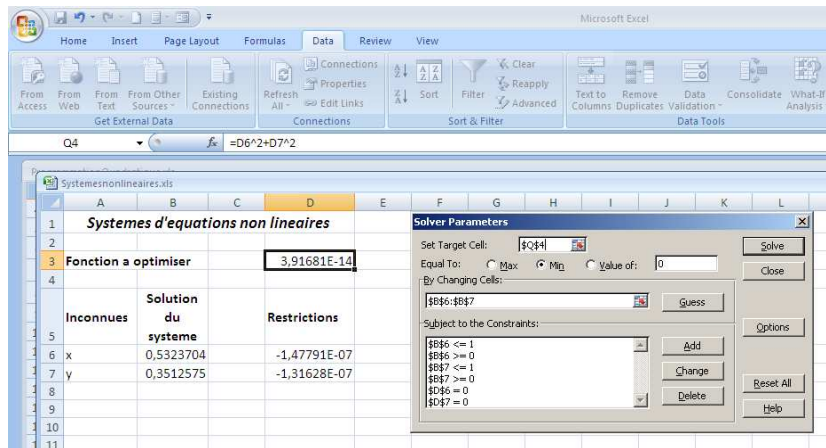 Microsoft Excel
Home Insert Page Layout Formulas Data Review View
From Access
From Web
From Text
From Other Sources
Existing Connections
Get External Data
Refresh All
Connections
Properties
Edit Links
Connections
Sort
Filter
Clear
Reapply
Advanced
Sort & Filter
Text to Columns
Remove Duplicates
Data Validation
Consolidate
What-If Analysis
Data Tools
Q4 fx =D6^2+D7^2
Systemesnonlineaires.xls
A B C D E F G H I J K L
1 Systemes d'equations non lineaires
2
3 Fonction a optimiser 3,91681E-14
4
5 Inconnues Solution du systeme Restrictions
6 x 0,5323704 -1,47791E-07
7 y 0,3512575 -1,31628E-07
8
9
10
11
Solver Parameters
Set Target Cell: $Q$4
Equal To: Max Min Value of: 0
By Changing Cells:
$B$6:$B$7
Subject to the Constraints:
$B$6 <= 1
$B$6 >= 0
$B$7 <= 1
$B$7 >= 0
$D$6 = 0
$D$7 = 0
Solve
Close
Guess
Options
Add
Change
Delete
Reset All
Help